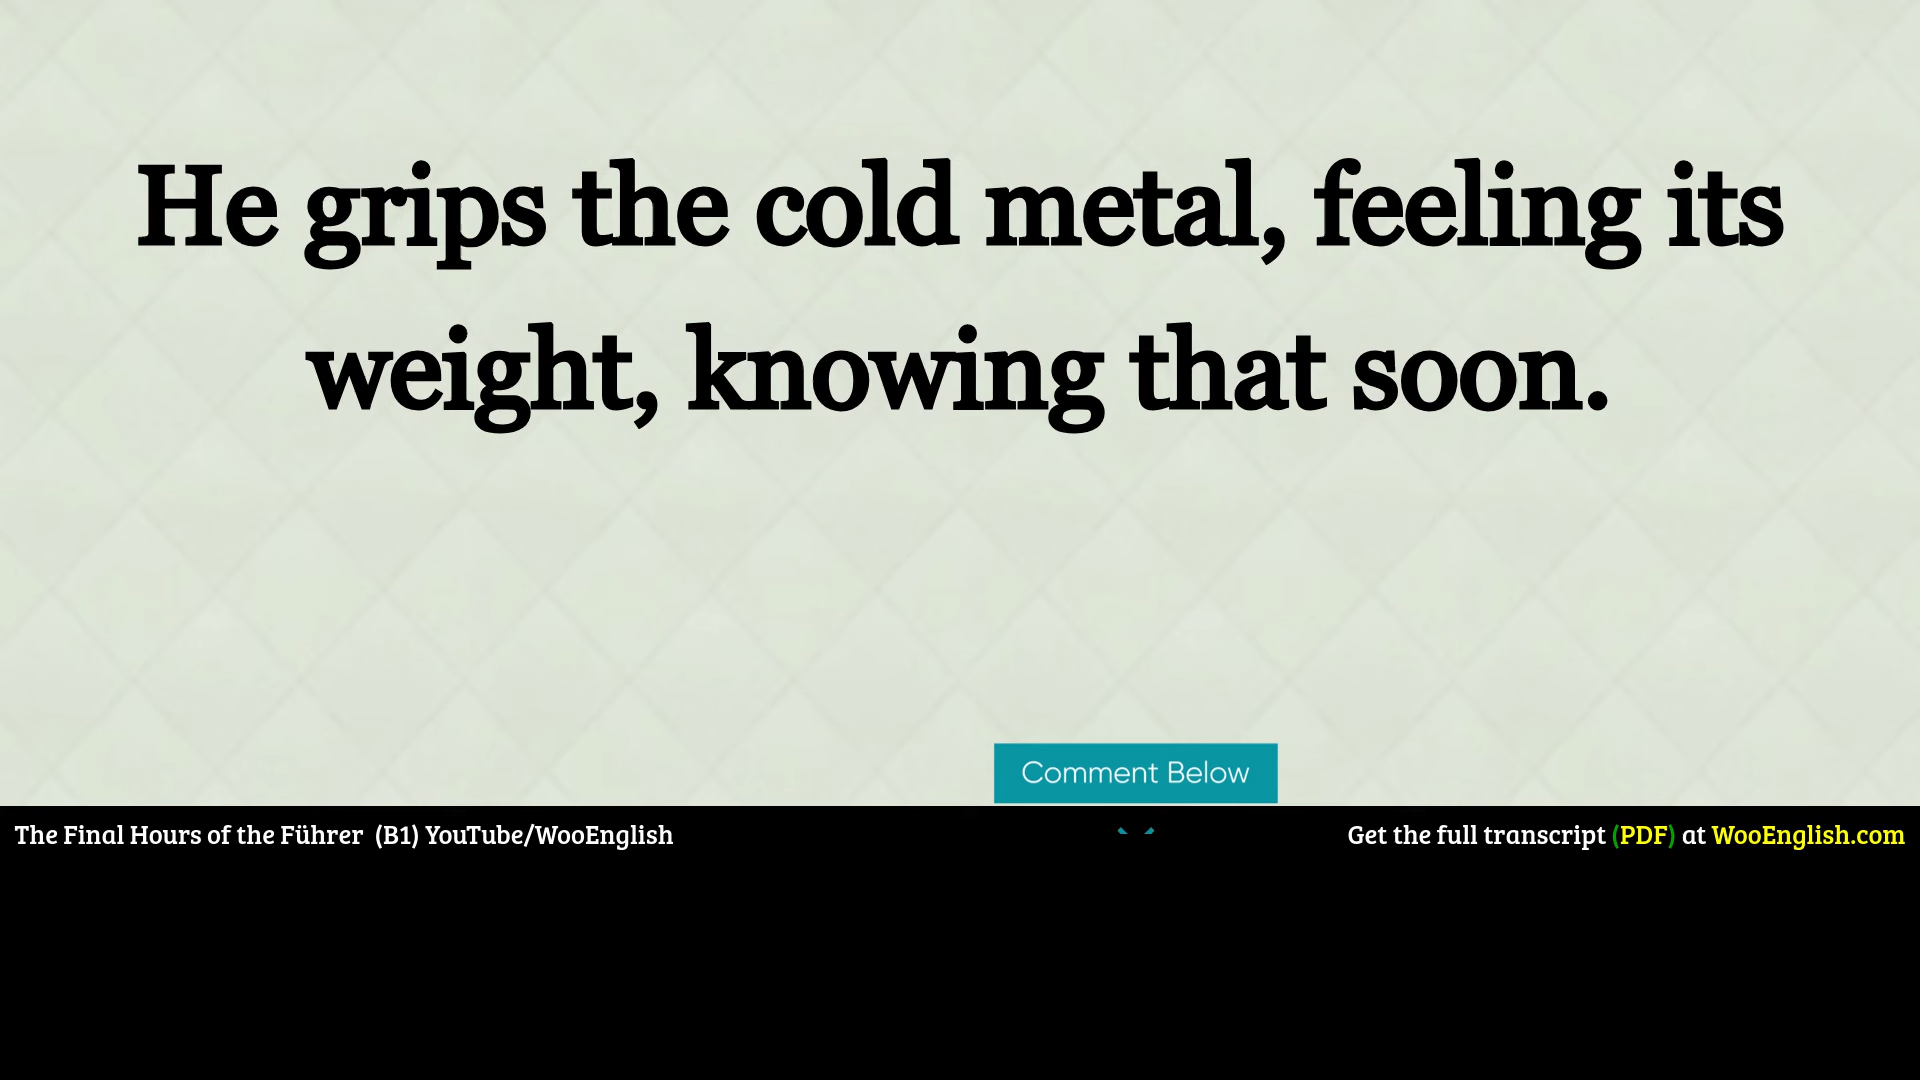 He grips the cold metal, feeling its
weight, knowing that soon.
Comment Below
The Final Hours of the Führer (B1) YouTube/WooEnglish
Get the full transcript (PDF) at WooEnglish.com